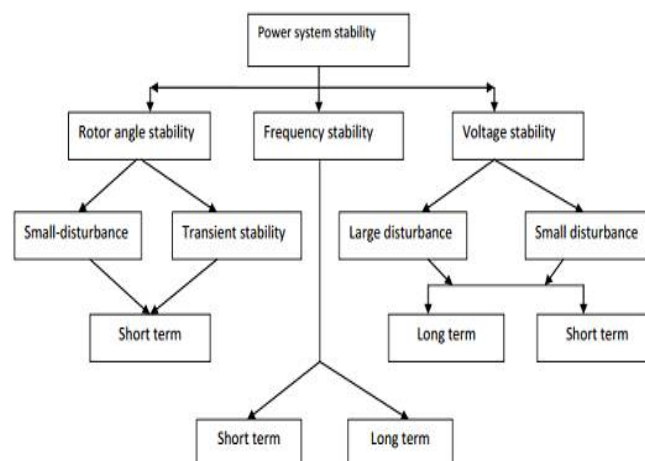 Power system stability
Rotor angle stability
Frequency stability
Voltage stability
Small-disturbance
Transient stability
Large disturbance
Small disturbance
Short term
Long term
Short term
Short term
Long term